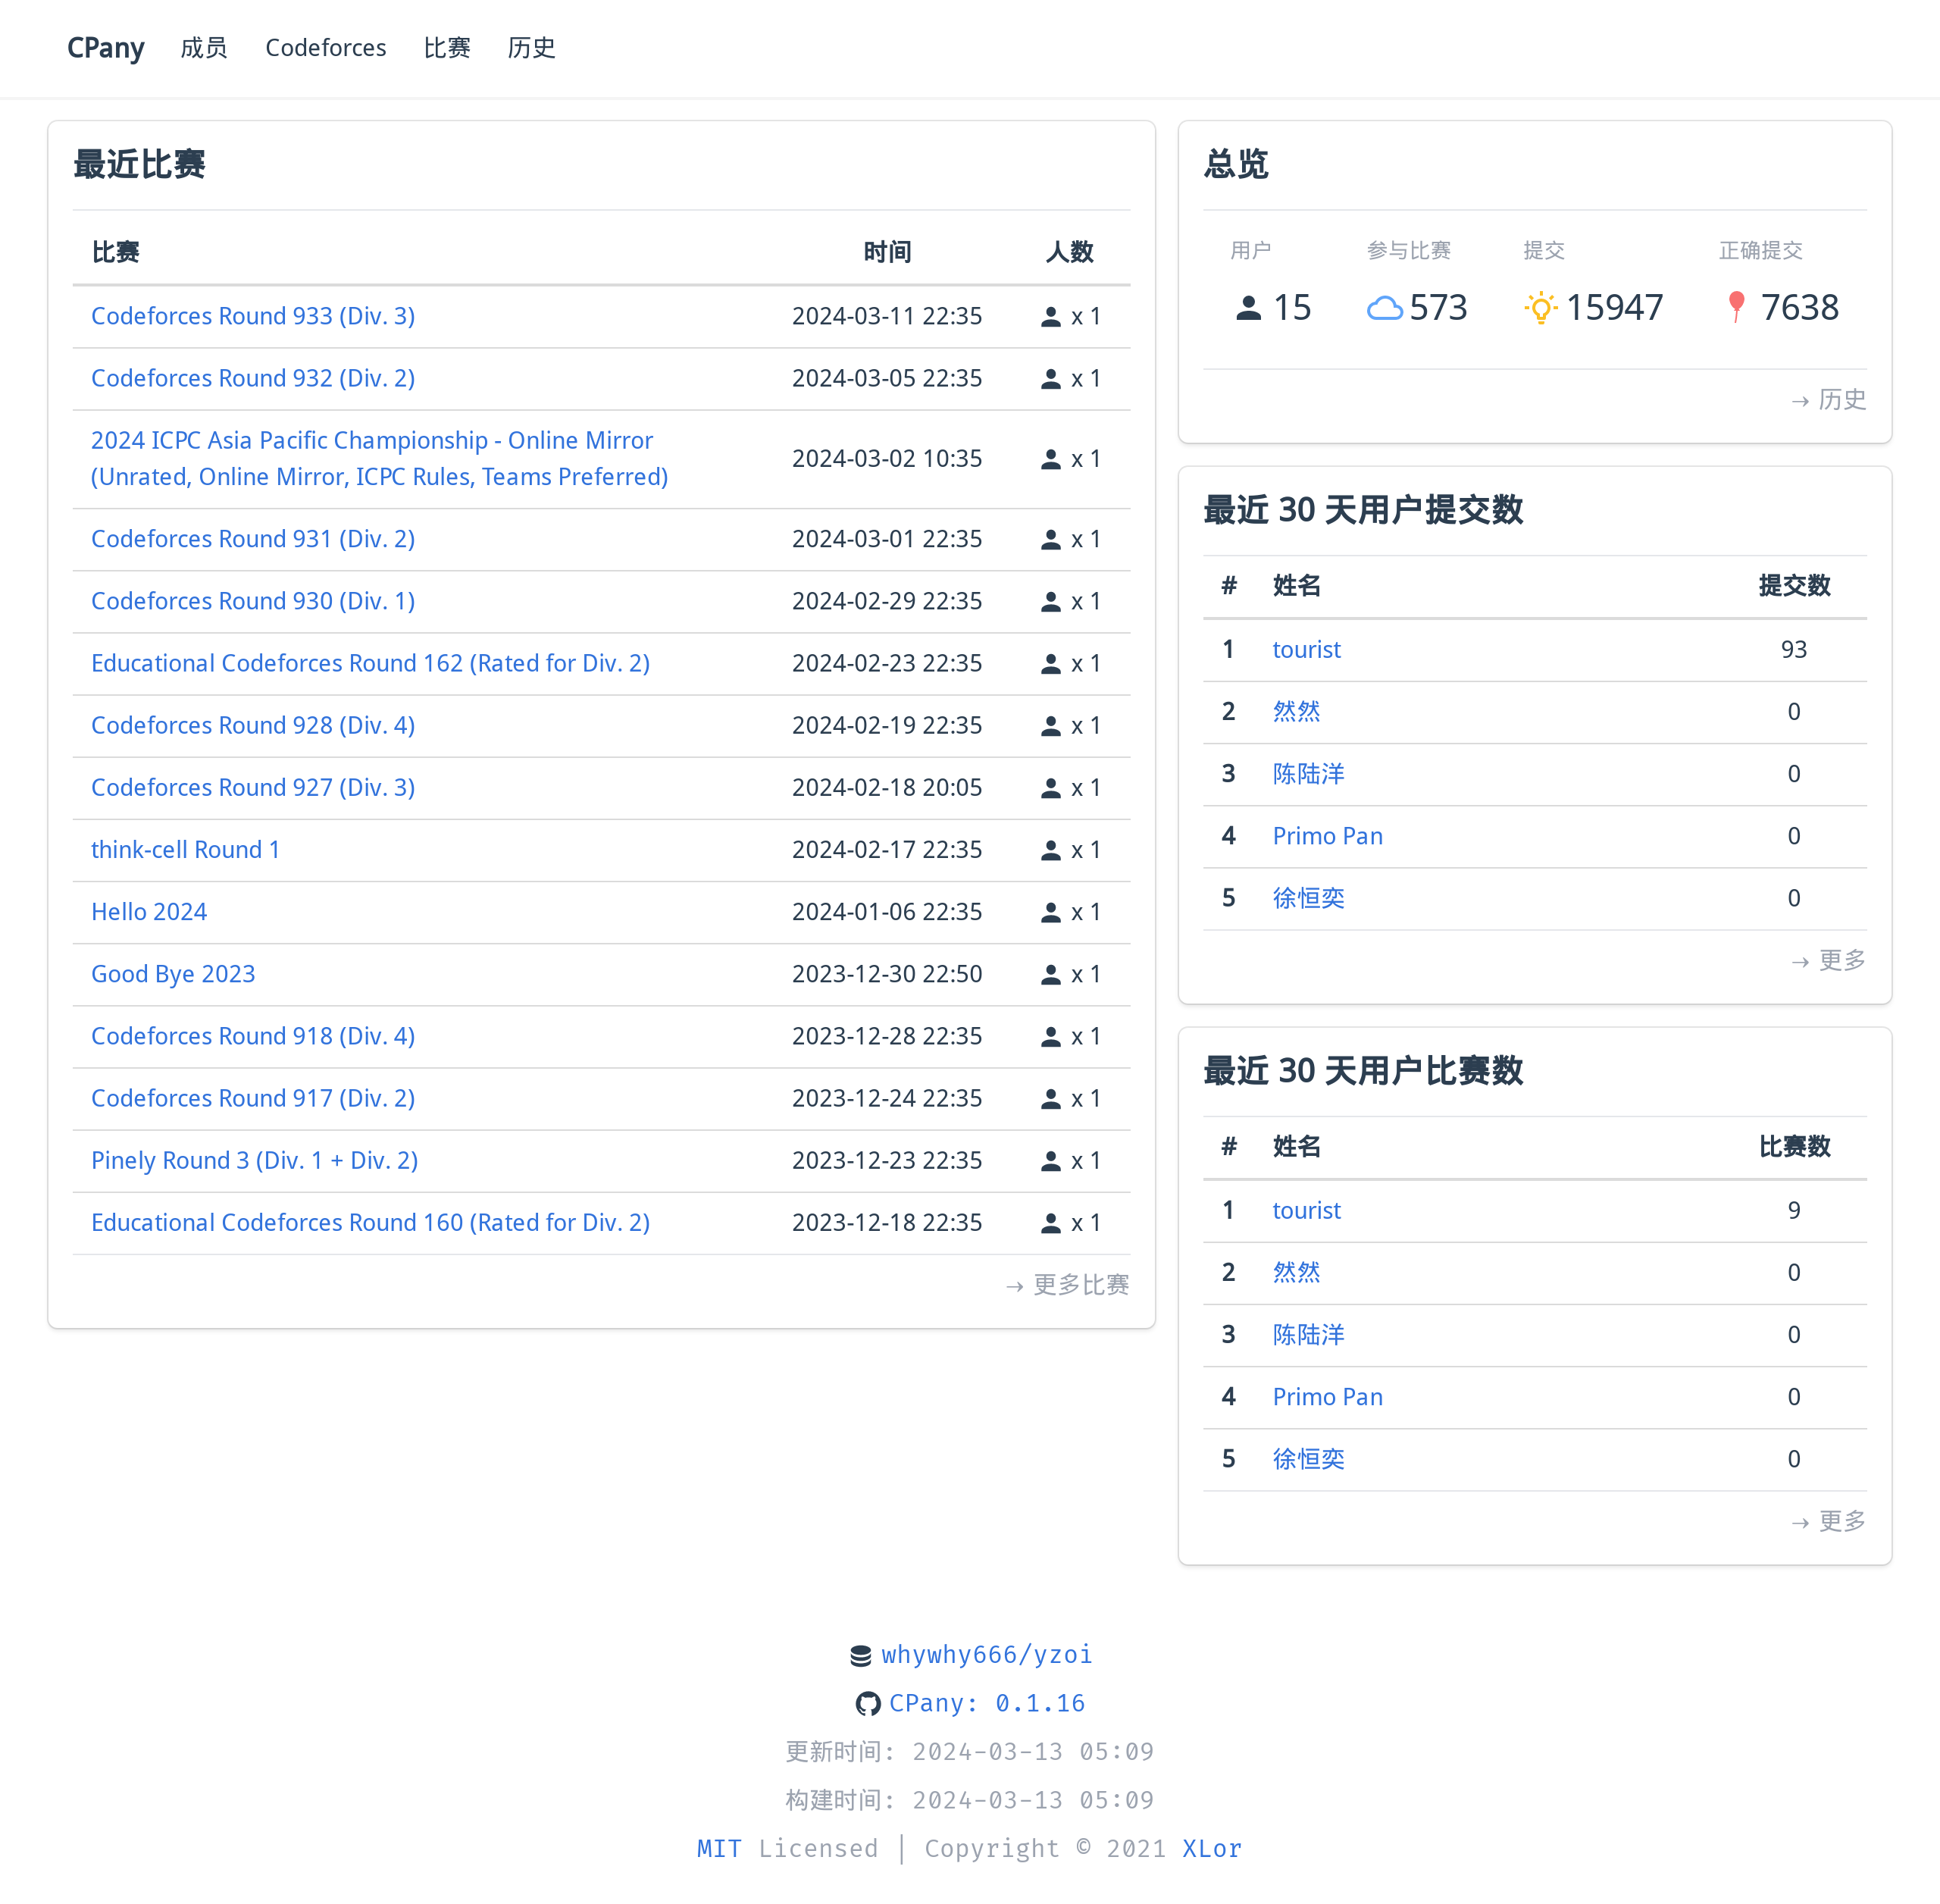 CPany 成员 Codeforces 比赛 历史
最近比赛
比赛 时间 人数
Codeforces Round 933 (Div. 3) 2024-03-11 22:35 x 1
Codeforces Round 932 (Div. 2) 2024-03-05 22:35 x 1
2024 ICPC Asia Pacific Championship - Online Mirror
(Unrated, Online Mirror, ICPC Rules, Teams Preferred) 2024-03-02 10:35 x 1
Codeforces Round 931 (Div. 2) 2024-03-01 22:35 x 1
Codeforces Round 930 (Div. 1) 2024-02-29 22:35 x 1
Educational Codeforces Round 162 (Rated for Div. 2) 2024-02-23 22:35 x 1
Codeforces Round 928 (Div. 4) 2024-02-19 22:35 x 1
Codeforces Round 927 (Div. 3) 2024-02-18 20:05 x 1
think-cell Round 1 2024-02-17 22:35 x 1
Hello 2024 2024-01-06 22:35 x 1
Good Bye 2023 2023-12-30 22:50 x 1
Codeforces Round 918 (Div. 4) 2023-12-28 22:35 x 1
Codeforces Round 917 (Div. 2) 2023-12-24 22:35 x 1
Pinely Round 3 (Div. 1 + Div. 2) 2023-12-23 22:35 x 1
Educational Codeforces Round 160 (Rated for Div. 2) 2023-12-18 22:35 x 1
→ 更多比赛
总览
用户 参与比赛 提交 正确提交
15 573 15947 7638
→ 历史
最近 30 天用户提交数
# 姓名 提交数
1 tourist 93
2 然然 0
3 陈陆洋 0
4 Primo Pan 0
5 徐恒奕 0
→ 更多
最近 30 天用户比赛数
# 姓名 比赛数
1 tourist 9
2 然然 0
3 陈陆洋 0
4 Primo Pan 0
5 徐恒奕 0
→ 更多
whywhy666/yzoi
CPany: 0.1.16
更新时间: 2024-03-13 05:09
构建时间: 2024-03-13 05:09
MIT Licensed | Copyright © 2021 XLor